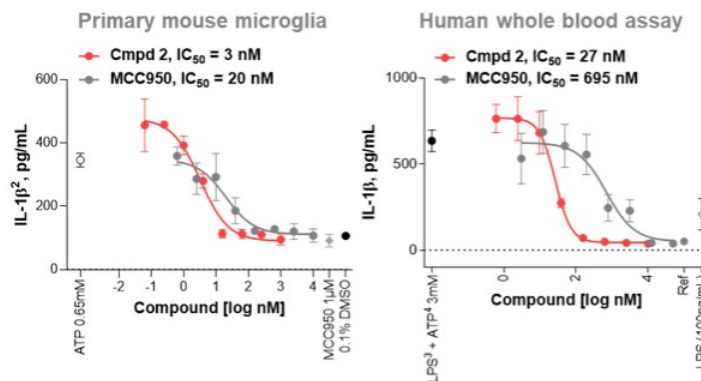 Primary mouse microglia
Cmpd 2, IC50 = 3 nM
MCC950, IC50 = 20 nM
600
400
200
0
IL-1β², pg/mL
-2 -1 0 1 2 3 4
Compound [log nM]
ATP 0.65mM
MCC950 1µM
0.1% DMSO
Human whole blood assay
Cmpd 2, IC50 = 27 nM
MCC950, IC50 = 695 nM
1000
500
0
IL-1β, pg/mL
0 2 4
Compound [log nM]
LPS³ + ATP⁴ 3mM
Ref